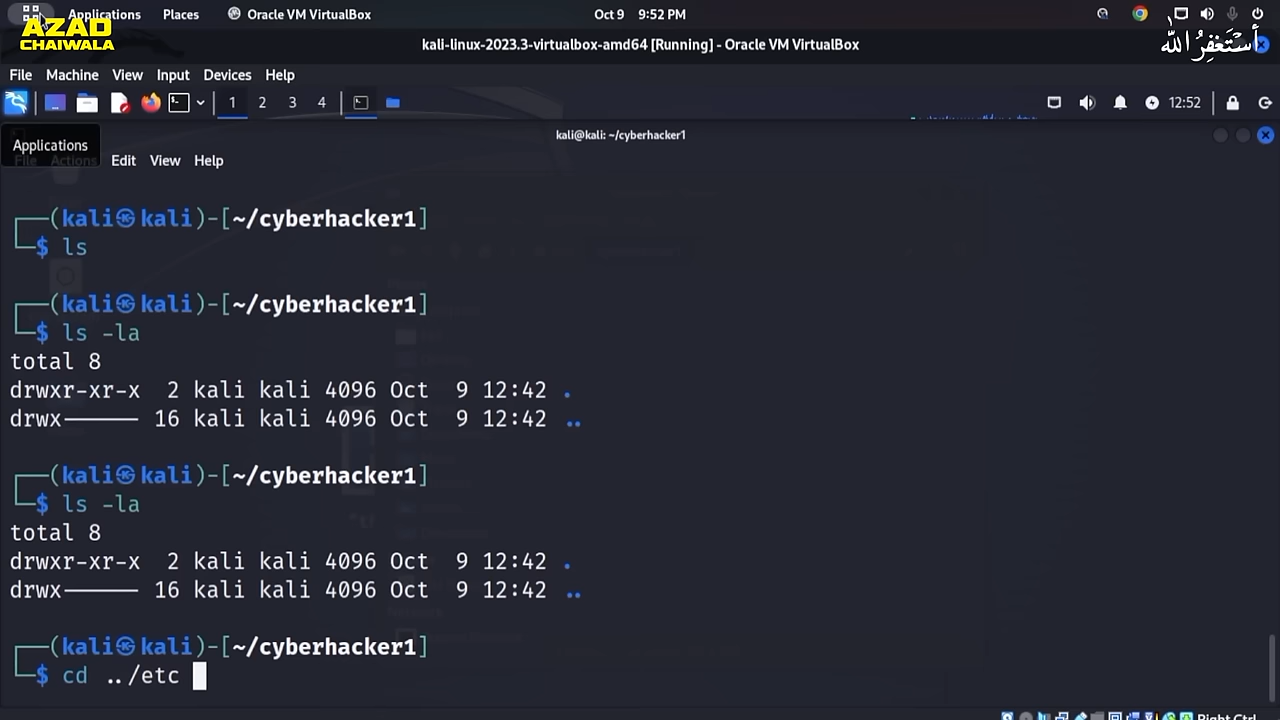 Applications Places Oracle VM VirtualBox Oct 9 9:52 PM
AZAD
CHAIWALA
kali-linux-2023.3-virtualbox-amd64 [Running] - Oracle VM VirtualBox
أستغفر الله
File Machine View Input Devices Help
1 2 3 4 12:52
kali@kali: ~/cyberhacker1
Applications
File Actions Edit View Help
┌──(kali㉿kali)-[~/cyberhacker1]
└─$ ls
┌──(kali㉿kali)-[~/cyberhacker1]
└─$ ls -la
total 8
drwxr-xr-x 2 kali kali 4096 Oct 9 12:42 .
drwx------ 16 kali kali 4096 Oct 9 12:42 ..
┌──(kali㉿kali)-[~/cyberhacker1]
└─$ ls -la
total 8
drwxr-xr-x 2 kali kali 4096 Oct 9 12:42 .
drwx------ 16 kali kali 4096 Oct 9 12:42 ..
┌──(kali㉿kali)-[~/cyberhacker1]
└─$ cd ../etc
Right Ctrl